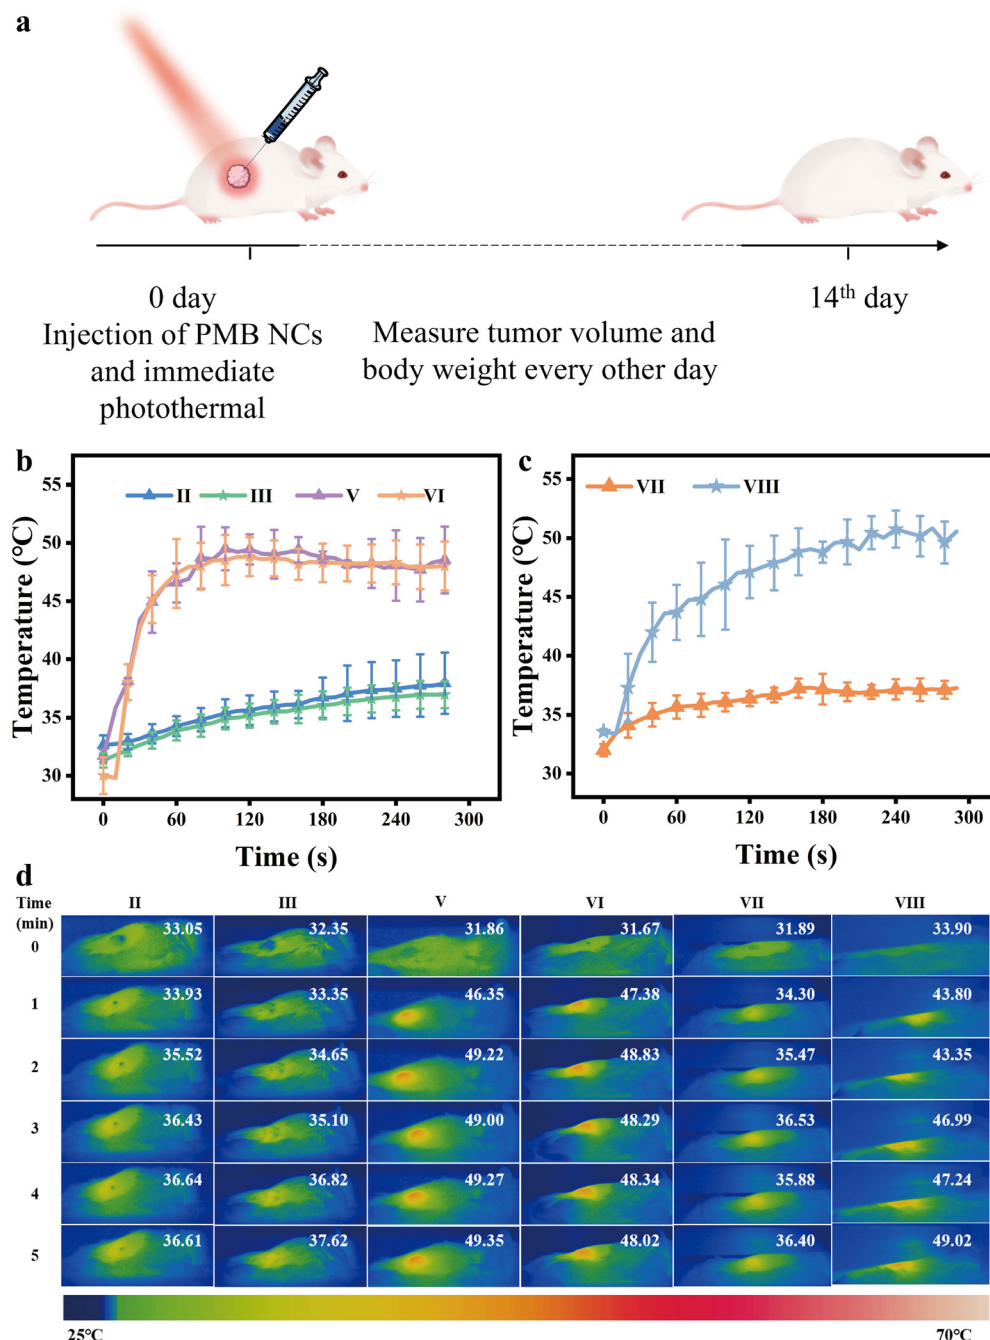 a
0 day
Injection of PMB NCs
and immediate
photothermal
Measure tumor volume and
body weight every other day
14th day
b
II III V VI
55
50
45
40
35
30
Temperature (℃)
0 60 120 180 240 300
Time (s)
c
VII VIII
55
50
45
40
35
30
Temperature (℃)
0 60 120 180 240 300
Time (s)
d
Time
(min)
II III V VI VII VIII
0 33.05 32.35 31.86 31.67 31.89 33.90
1 33.93 33.35 46.35 47.38 34.30 43.80
2 35.52 34.65 49.22 48.83 35.47 43.35
3 36.43 35.10 49.00 48.29 36.53 46.99
4 36.64 36.82 49.27 48.34 35.88 47.24
5 36.61 37.62 49.35 48.02 36.40 49.02
25℃ 70℃